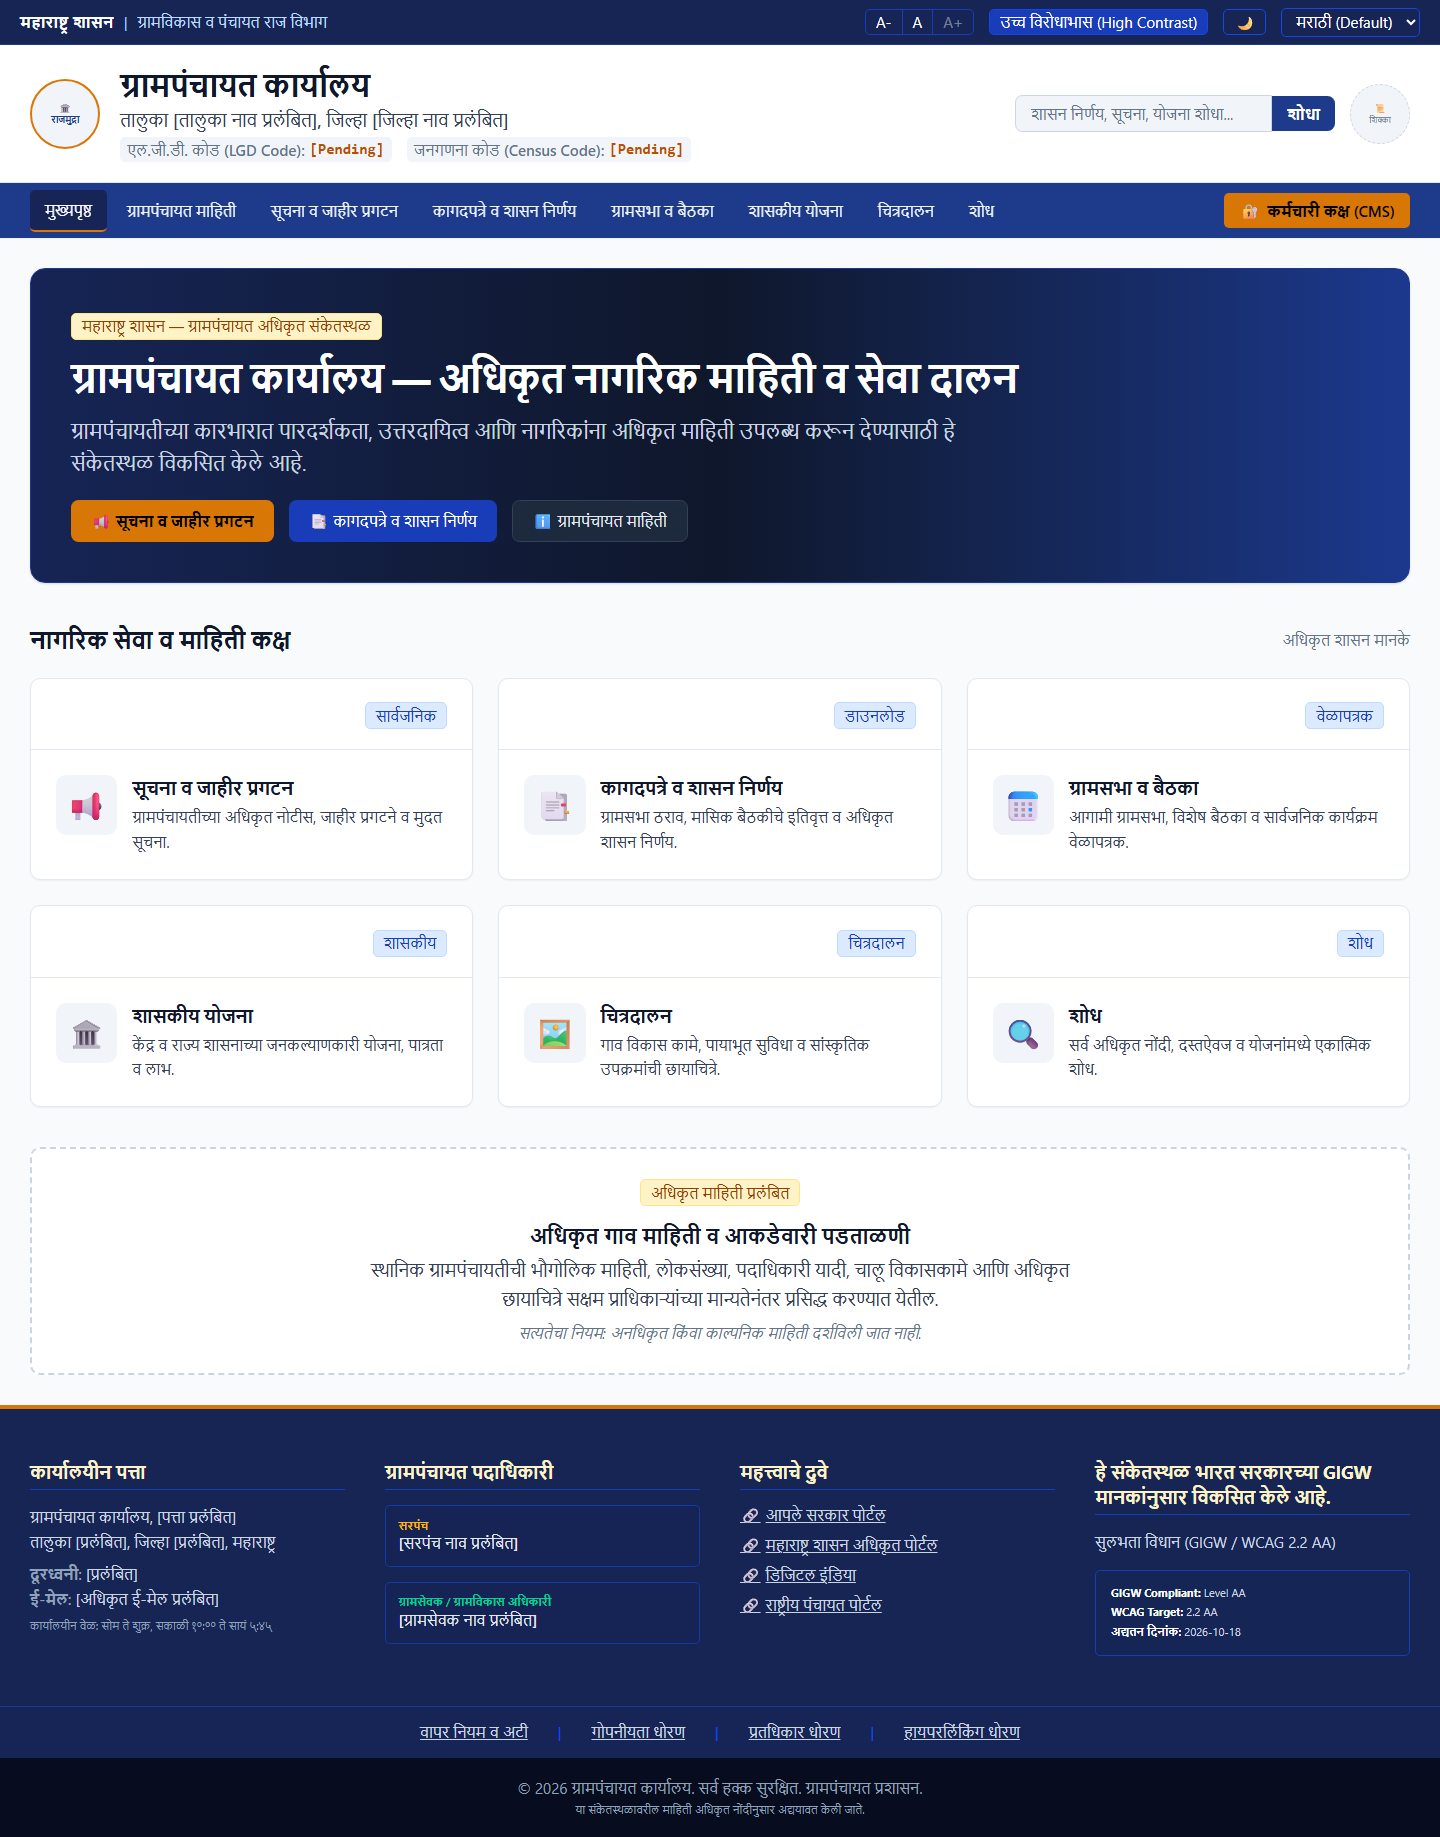 महाराष्ट्र शासन | ग्रामविकास व पंचायत राज विभाग
A- A A+ उच्च विरोधाभास (High Contrast) मराठी (Default)
राजमुद्रा
ग्रामपंचायत कार्यालय
तालुका [तालुका नाव प्रलंबित], जिल्हा [जिल्हा नाव प्रलंबित]
एल.जी.डी. कोड (LGD Code): [Pending] जनगणना कोड (Census Code): [Pending]
शासन निर्णय, सूचना, योजना शोधा... शोधा
शिक्का
मुख्यपृष्ठ ग्रामपंचायत माहिती सूचना व जाहीर प्रगटन कागदपत्रे व शासन निर्णय ग्रामसभा व बैठका शासकीय योजना चित्रदालन शोध कर्मचारी कक्ष (CMS)
महाराष्ट्र शासन — ग्रामपंचायत अधिकृत संकेतस्थळ
ग्रामपंचायत कार्यालय — अधिकृत नागरिक माहिती व सेवा दालन
ग्रामपंचायतीच्या कारभारात पारदर्शकता, उत्तरदायित्व आणि नागरिकांना अधिकृत माहिती उपलब्ध करून देण्यासाठी हे
संकेतस्थळ विकसित केले आहे.
सूचना व जाहीर प्रगटन कागदपत्रे व शासन निर्णय ग्रामपंचायत माहिती
नागरिक सेवा व माहिती कक्ष अधिकृत शासन मानके
सार्वजनिक
सूचना व जाहीर प्रगटन
ग्रामपंचायतीच्या अधिकृत नोटीस, जाहीर प्रगटने व मुदत
सूचना.
डाउनलोड
कागदपत्रे व शासन निर्णय
ग्रामसभा ठराव, मासिक बैठकीचे इतिवृत्त व अधिकृत
शासन निर्णय.
वेळापत्रक
ग्रामसभा व बैठका
आगामी ग्रामसभा, विशेष बैठका व सार्वजनिक कार्यक्रम
वेळापत्रक.
शासकीय
शासकीय योजना
केंद्र व राज्य शासनाच्या जनकल्याणकारी योजना, पात्रता
व लाभ.
चित्रदालन
चित्रदालन
गाव विकास कामे, पायाभूत सुविधा व सांस्कृतिक
उपक्रमांची छायाचित्रे.
शोध
शोध
सर्व अधिकृत नोंदी, दस्तऐवज व योजनांमध्ये एकात्मिक
शोध.
अधिकृत माहिती प्रलंबित
अधिकृत गाव माहिती व आकडेवारी पडताळणी
स्थानिक ग्रामपंचायतीची भौगोलिक माहिती, लोकसंख्या, पदाधिकारी यादी, चालू विकासकामे आणि अधिकृत
छायाचित्रे सक्षम प्राधिकाऱ्यांच्या मान्यतेनंतर प्रसिद्ध करण्यात येतील.
सत्यतेचा नियम: अनधिकृत किंवा काल्पनिक माहिती दर्शविली जात नाही.
कार्यालयीन पत्ता
ग्रामपंचायत कार्यालय, [पत्ता प्रलंबित]
तालुका [प्रलंबित], जिल्हा [प्रलंबित], महाराष्ट्र
दूरध्वनी: [प्रलंबित]
ई-मेल: [अधिकृत ई-मेल प्रलंबित]
कार्यालयीन वेळ: सोम ते शुक्र, सकाळी १०:०० ते सायं ५:४५
ग्रामपंचायत पदाधिकारी
सरपंच
[सरपंच नाव प्रलंबित]
ग्रामसेवक / ग्रामविकास अधिकारी
[ग्रामसेवक नाव प्रलंबित]
महत्त्वाचे दुवे
आपले सरकार पोर्टल
महाराष्ट्र शासन अधिकृत पोर्टल
डिजिटल इंडिया
राष्ट्रीय पंचायत पोर्टल
हे संकेतस्थळ भारत सरकारच्या GIGW
मानकांनुसार विकसित केले आहे.
सुलभता विधान (GIGW / WCAG 2.2 AA)
GIGW Compliant: Level AA
WCAG Target: 2.2 AA
अद्यतन दिनांक: 2026-10-18
वापर नियम व अटी | गोपनीयता धोरण | प्रतधिकार धोरण | हायपरलिंकिंग धोरण
© 2026 ग्रामपंचायत कार्यालय. सर्व हक्क सुरक्षित. ग्रामपंचायत प्रशासन.
या संकेतस्थळावरील माहिती अधिकृत नोंदीनुसार अद्ययावत केली जाते.